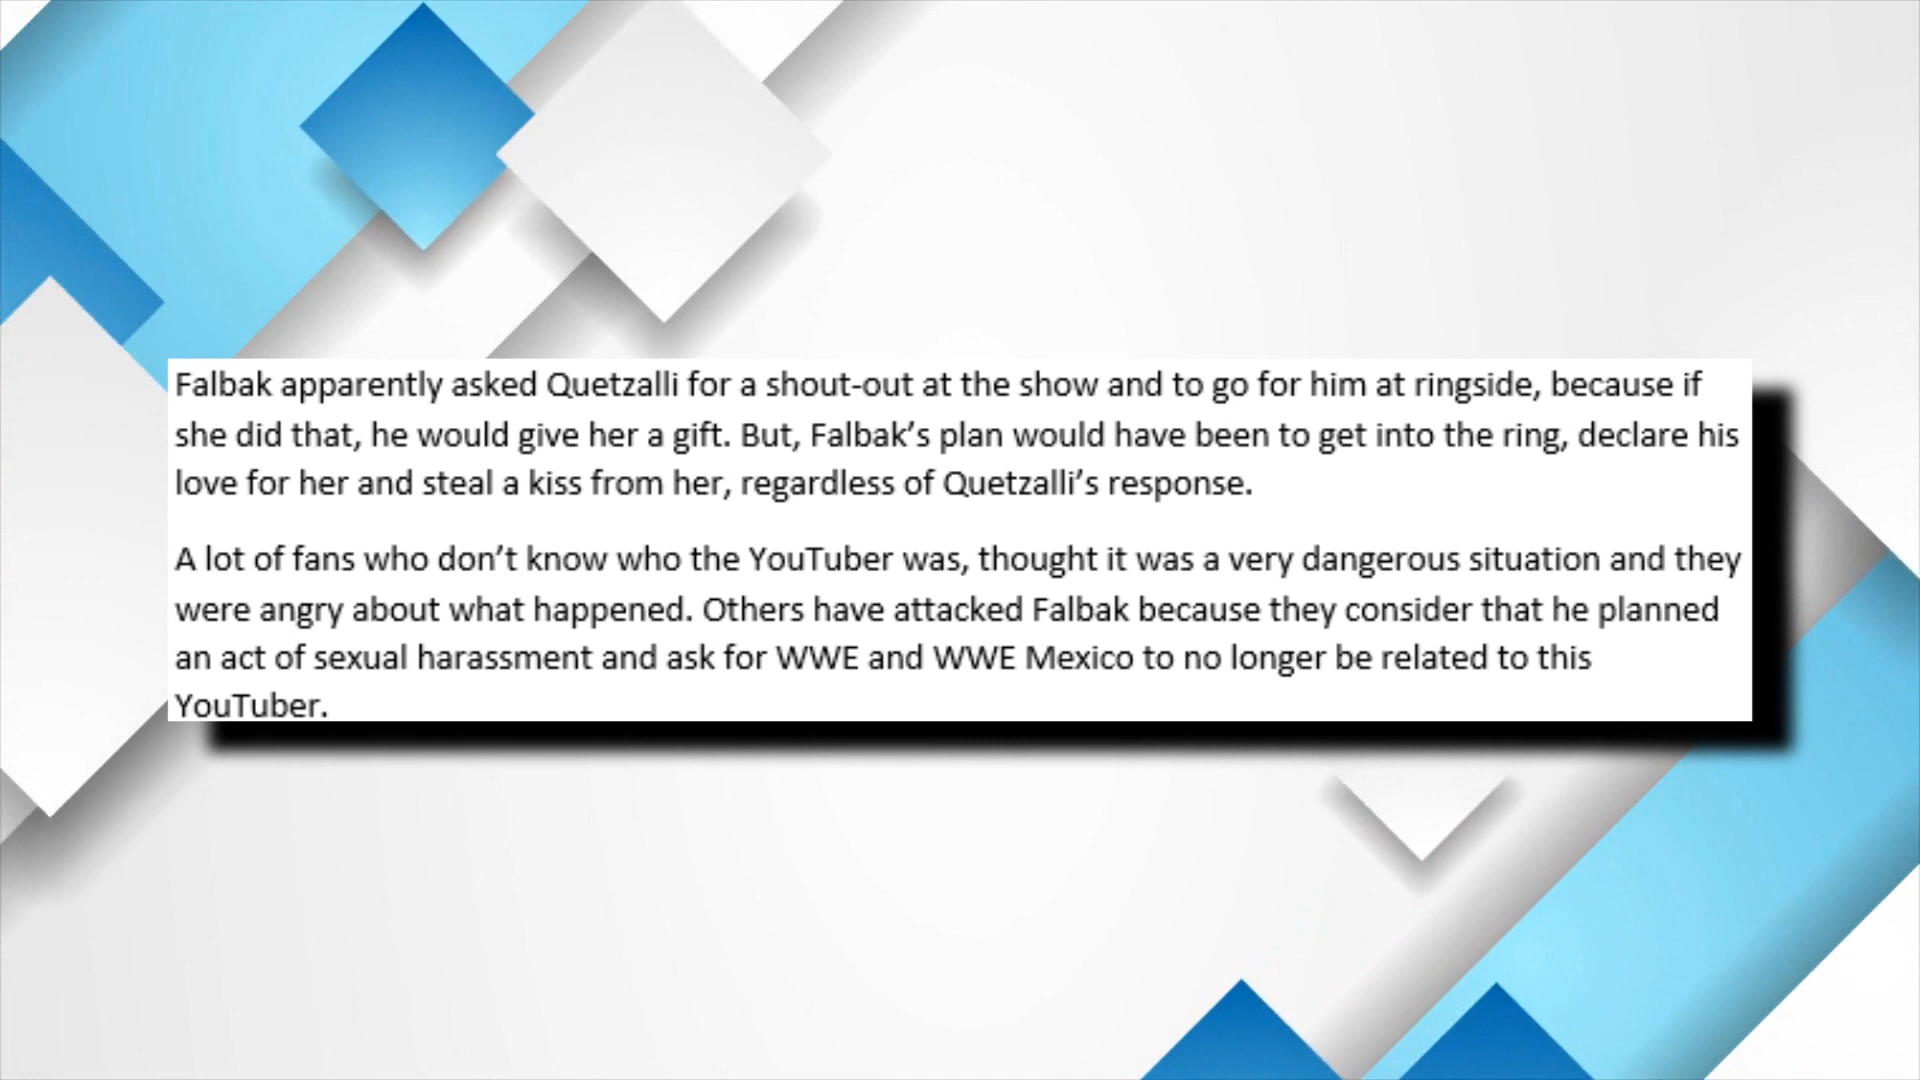 Falbak apparently asked Quetzalli for a shout-out at the show and to go for him at ringside, because if
she did that, he would give her a gift. But, Falbak’s plan would have been to get into the ring, declare his
love for her and steal a kiss from her, regardless of Quetzalli’s response.
A lot of fans who don’t know who the YouTuber was, thought it was a very dangerous situation and they
were angry about what happened. Others have attacked Falbak because they consider that he planned
an act of sexual harassment and ask for WWE and WWE Mexico to no longer be related to this
YouTuber.